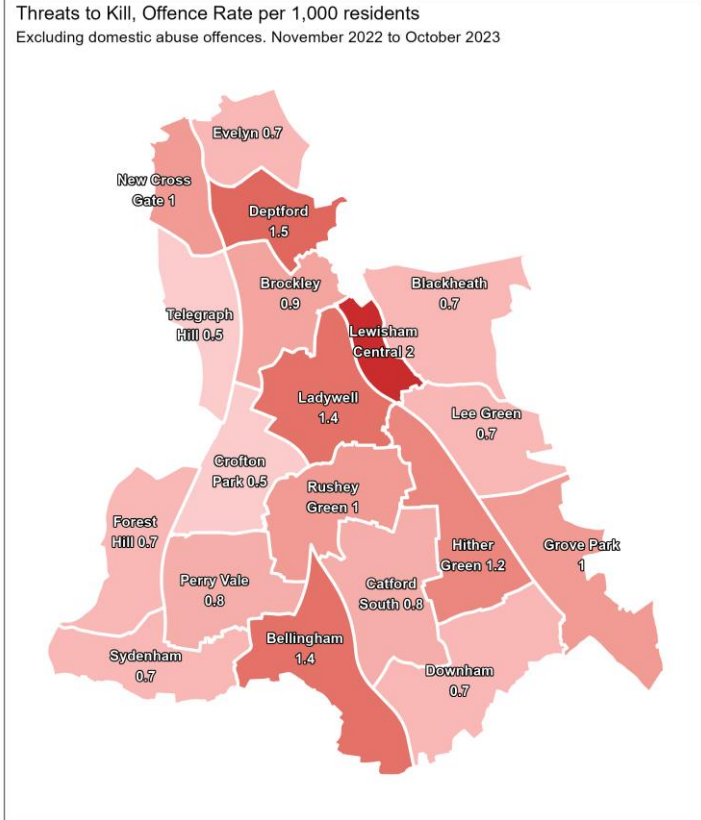 Threats to Kill, Offence Rate per 1,000 residents
Excluding domestic abuse offences. November 2022 to October 2023
Evelyn 0.7
New Cross
Gate 1
Deptford
1.5
Brockley
0.9
Blackheath
0.7
Telegraph
Hill 0.5
Lewisham
Central 2
Ladywell
1.4
Lee Green
0.7
Crofton
Park 0.5
Rushey
Green 1
Forest
Hill 0.7
Hither
Green 1.2
Grove Park
1
Perry Vale
0.8
Catford
South 0.8
Bellingham
1.4
Sydenham
0.7
Downham
0.7